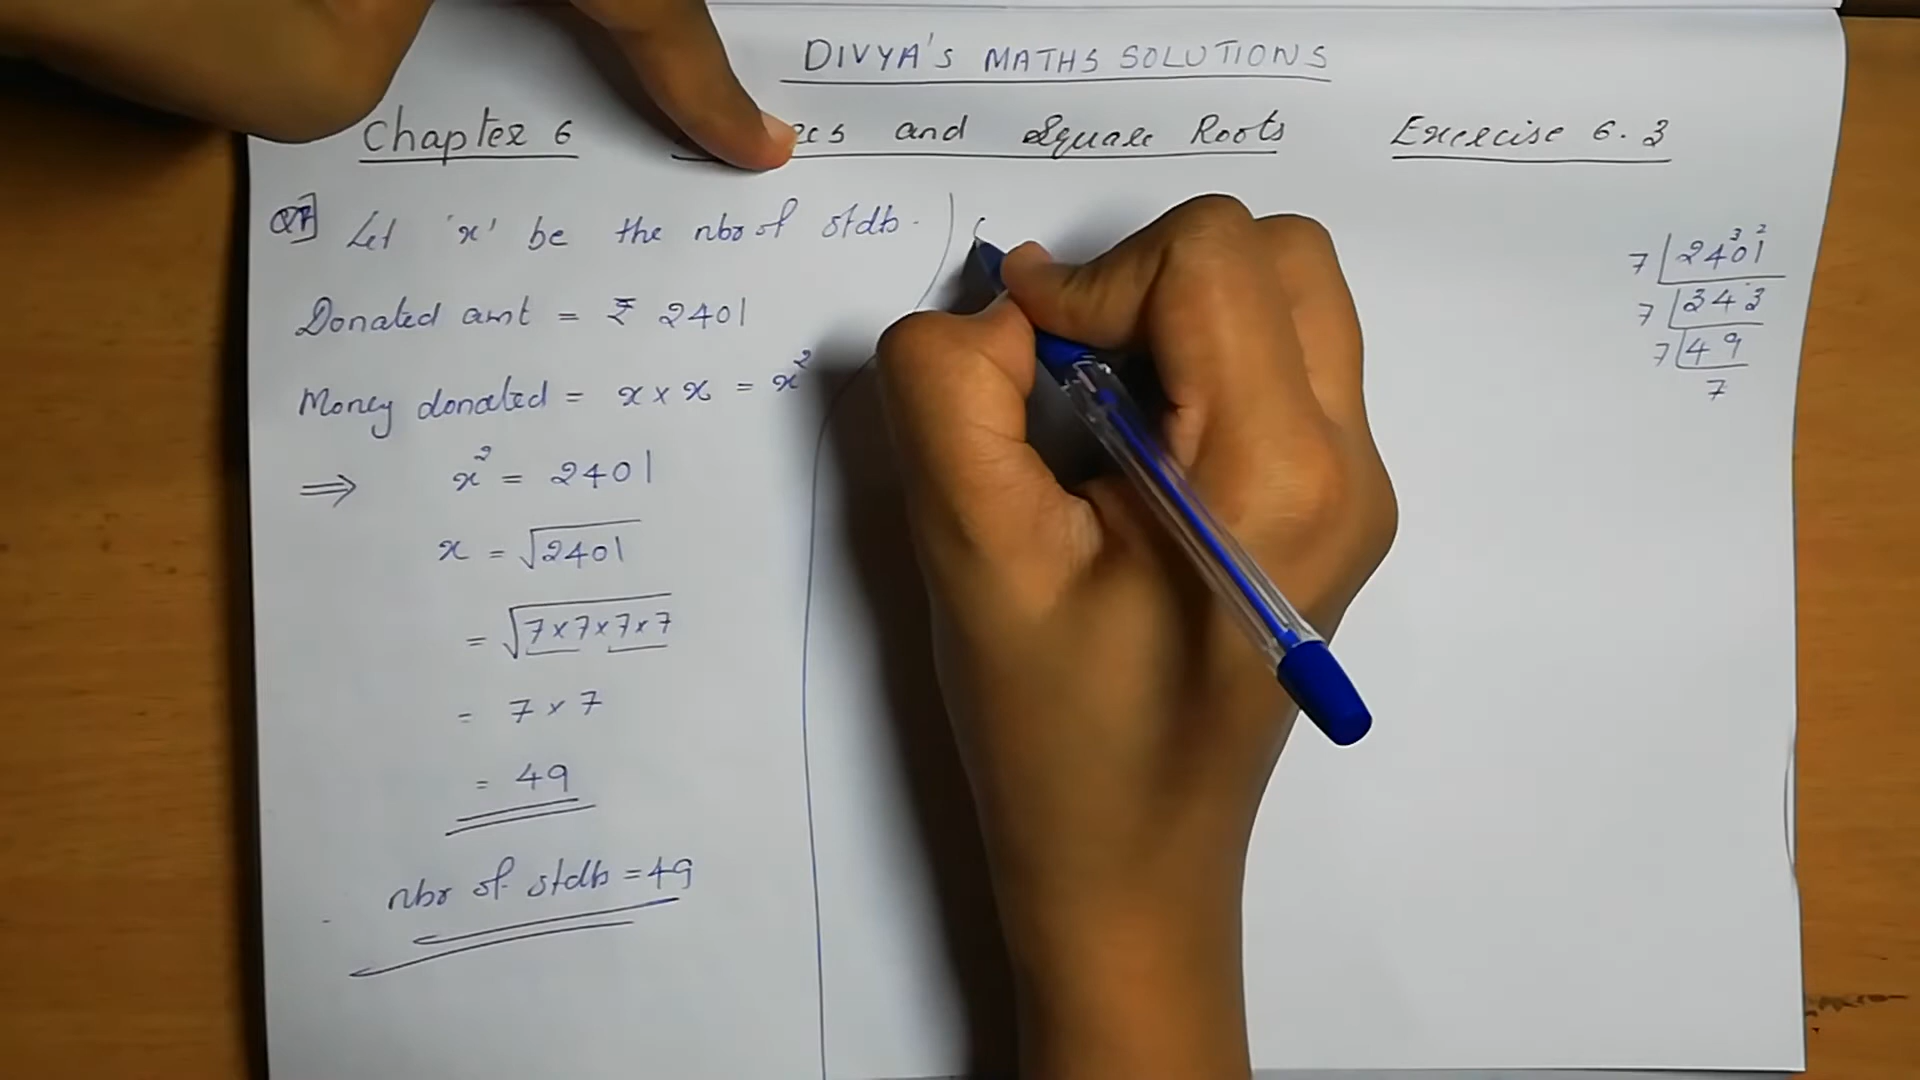 DIVYA'S MATHS SOLUTIONS
Chapter 6 and Square Roots Exercise 6.3
Q7] Let 'x' be the nbr of stdts.
Donated amt = ₹ 2401
Money donated = x × x = x²
⟹ x² = 2401
x = √2401
= √7×7×7×7
= 7 × 7
= 49
nbr of stdts = 49
7 | 2401
7 | 343
7 | 49
7